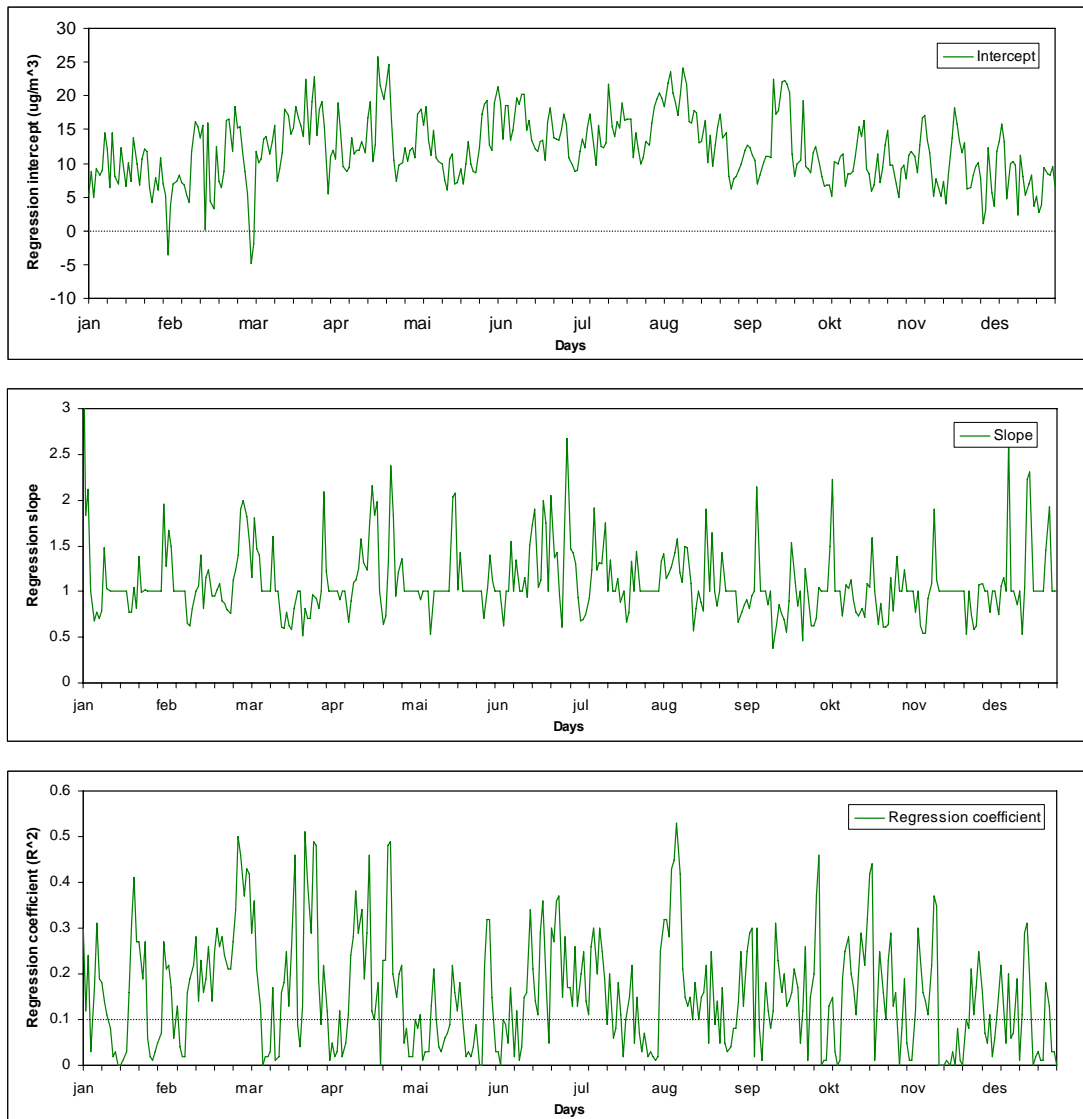 30
25
20
15
10
5
0
-5
-10
Regression intercept (ug/m^3)
Intercept
jan feb mar apr mai jun jul aug sep okt nov des
Days
3
2.5
2
1.5
1
0.5
0
Regression slope
Slope
jan feb mar apr mai jun jul aug sep okt nov des
Days
0.6
0.5
0.4
0.3
0.2
0.1
0
Regression coefficient (R^2)
Regression coefficient
jan feb mar apr mai jun jul aug sep okt nov des
Days